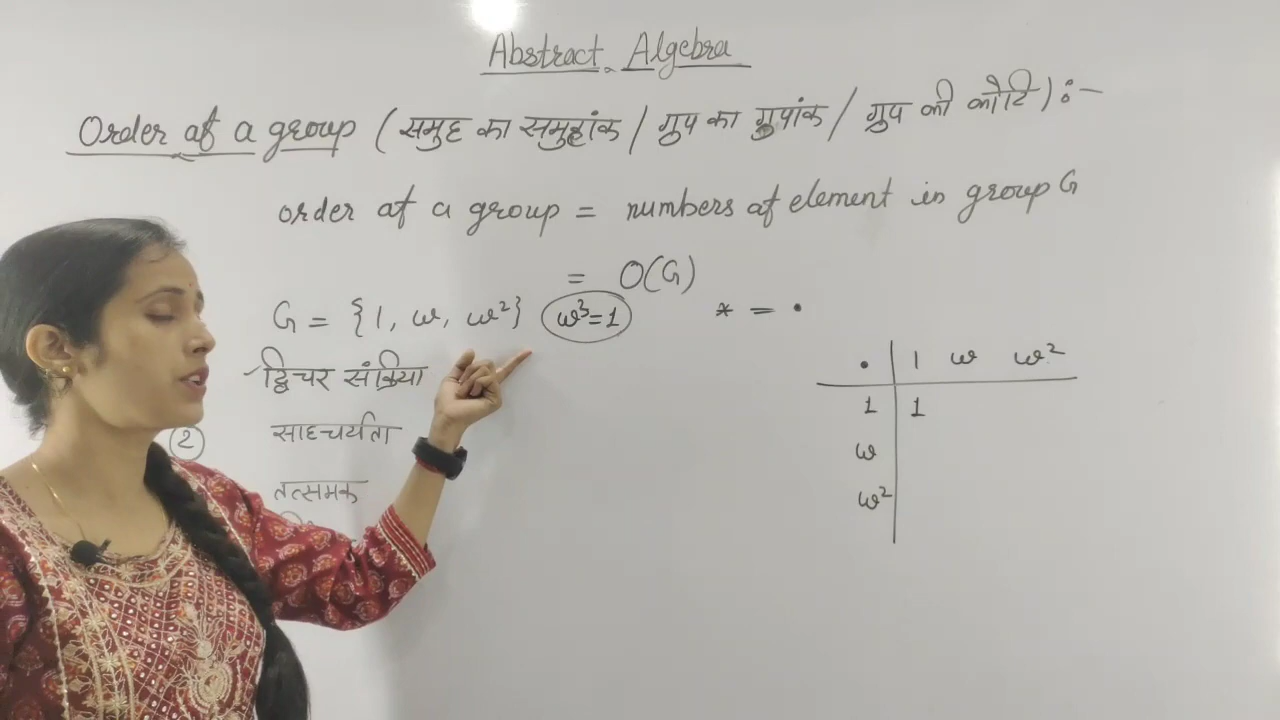 Abstract Algebra
Order of a group (समुह का समुहांक / ग्रुप का ग्रुपांक / ग्रुप की कोटि) :-
order of a group = numbers of element in group G
= O(G)
G = {1, ω, ω²} ω³=1 * = •
• 1 ω ω²
द्विचर संक्रिया
1 1
② साहचर्यता
ω
तत्समक
ω²